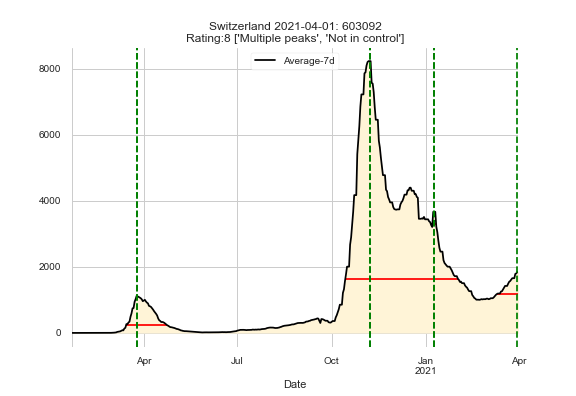 Switzerland 2021-04-01: 603092
Rating:8 ['Multiple peaks', 'Not in control']
Average-7d
8000
6000
4000
2000
0
Apr Jul Oct Jan Apr
2021
Date